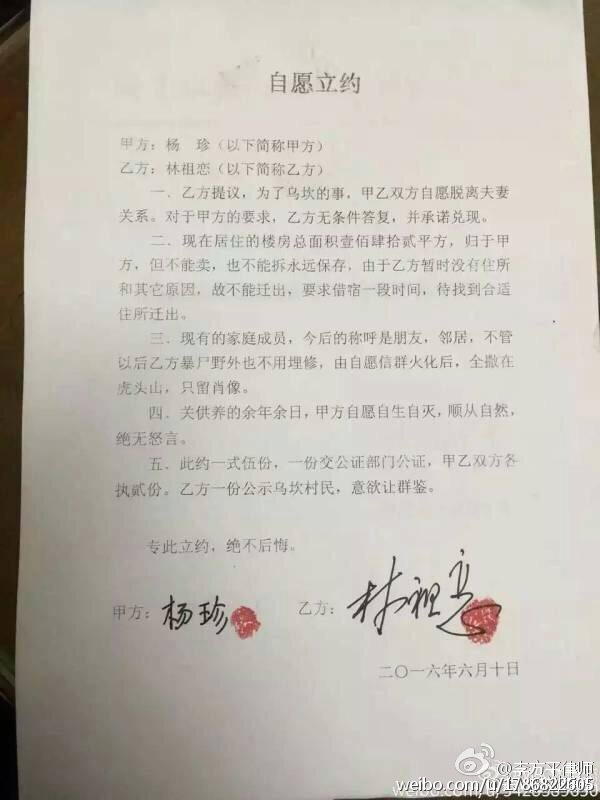 自愿立约
甲方：杨　珍（以下简称甲方）
乙方：林祖恋（以下简称乙方）
一．乙方提议，为了乌坎的事，甲乙双方自愿脱离夫妻
关系。对于甲方的要求，乙方无条件答复，并承诺兑现。
二．现在居住的楼房总面积壹佰肆拾贰平方，归于甲
方，但不能卖，也不能拆永远保存，由于乙方暂时没有住所
和其它原因，故不能迁出，要求借宿一段时间，待找到合适
住所迁出。
三．现有的家庭成员，今后的称呼是朋友，邻居，不管
以后乙方暴尸野外也不用埋修，由自愿信群火化后，全撒在
虎头山，只留肖像。
四．关供养的余年余日，甲方自愿自生自灭，顺从自然，
绝无怒言。
五．此约一式伍份，一份交公证部门公证，甲乙双方各
执贰份。乙方一份公示乌坎村民，意欲让群鉴。
专此立约，绝不后悔。
甲方：杨珍　乙方：林祖恋
二〇一六年六月十日
@李方平律师
weibo.com/u/1786822605